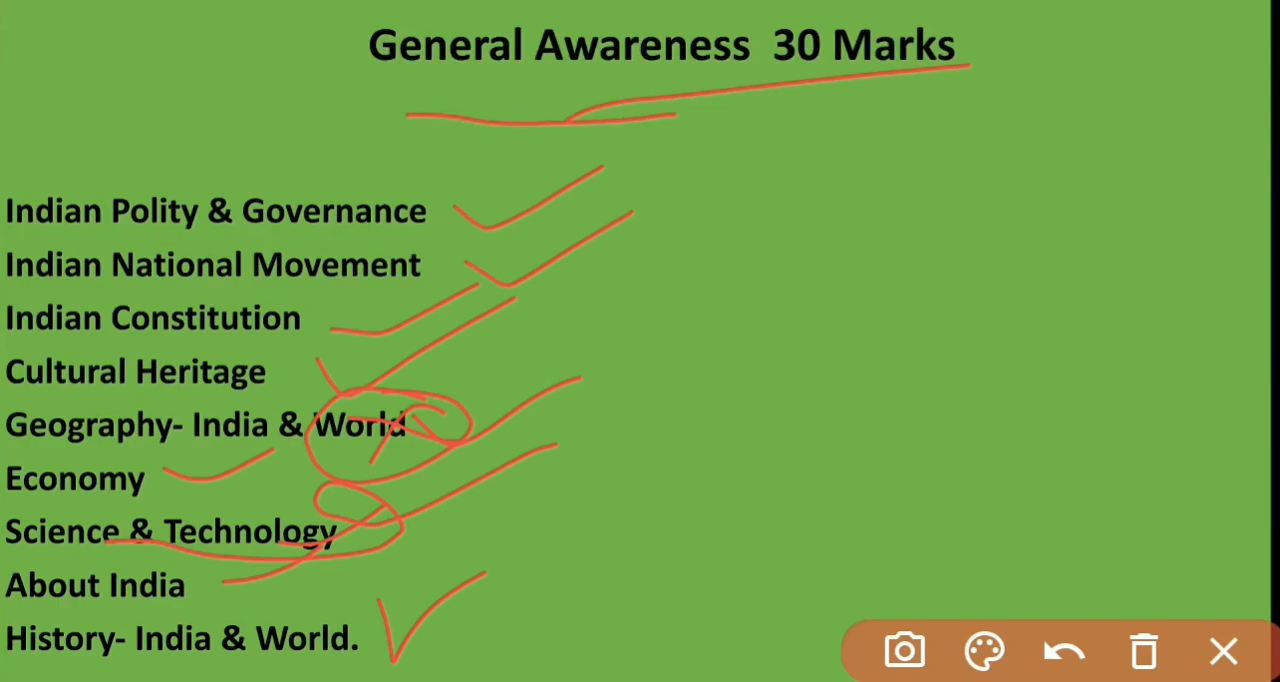 General Awareness 30 Marks
Indian Polity & Governance
Indian National Movement
Indian Constitution
Cultural Heritage
Geography- India & World
Economy
Science & Technology
About India
History- India & World.